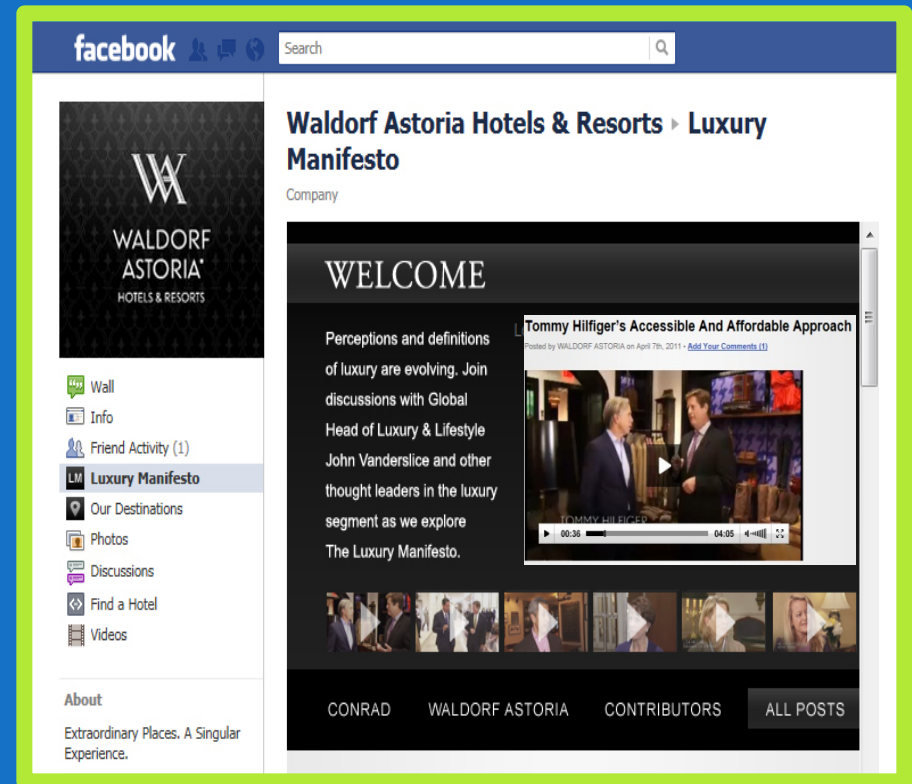 facebook
Search
WALDORF
ASTORIA
HOTELS & RESORTS
Wall
Info
Friend Activity (1)
LM Luxury Manifesto
Our Destinations
Photos
Discussions
Find a Hotel
Videos
About
Extraordinary Places. A Singular
Experience.
Waldorf Astoria Hotels & Resorts ▸ Luxury
Manifesto
Company
WELCOME
Perceptions and definitions
of luxury are evolving. Join
discussions with Global
Head of Luxury & Lifestyle
John Vanderslice and other
thought leaders in the luxury
segment as we explore
The Luxury Manifesto.
Tommy Hilfiger's Accessible And Affordable Approach
Posted by WALDORF ASTORIA on April 7th, 2011 • Add Your Comments (1)
TOMMY HILFIGER
00:36 04:05
CONRAD WALDORF ASTORIA CONTRIBUTORS ALL POSTS